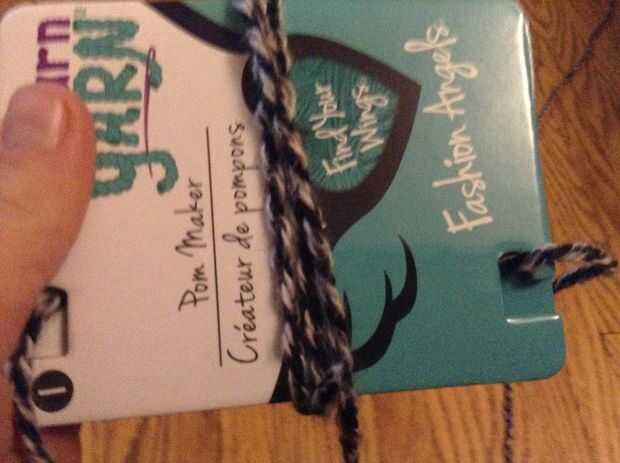 YARN
Pom Maker
Créateur de pompons
Find Your
Wings
Fashion Angels
1